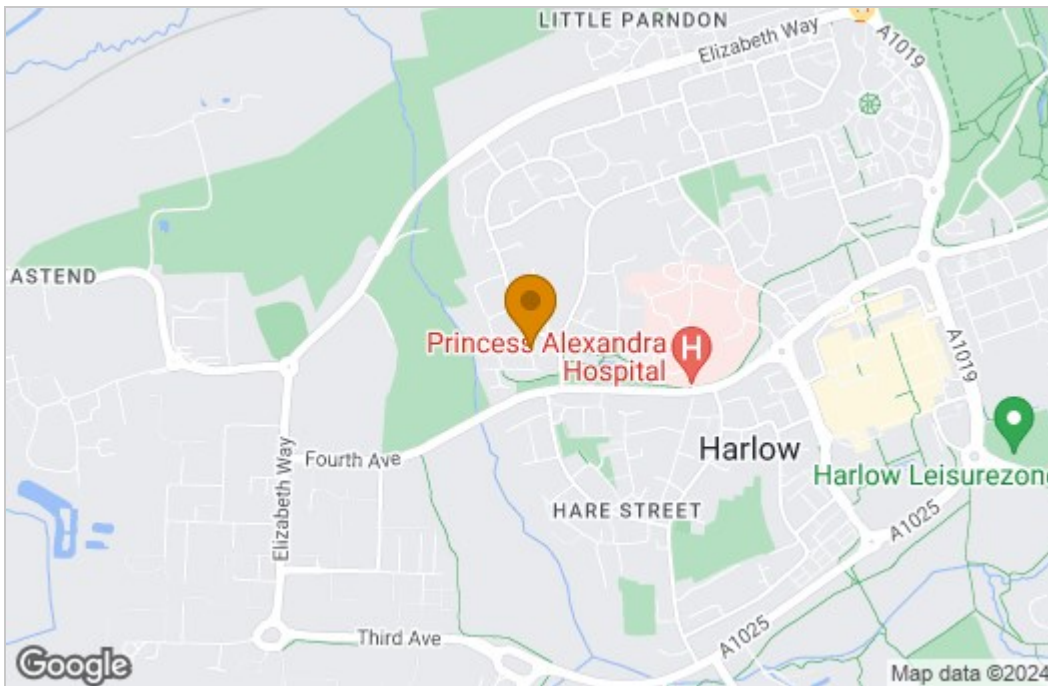 LITTLE PARNDON
Elizabeth Way
A1019
ASTEND
Princess Alexandra
Hospital
H
A1019
Elizabeth Way
Fourth Ave
Harlow
Harlow Leisurezon
HARE STREET
A1025
Third Ave
A1025
Google
Map data ©2024